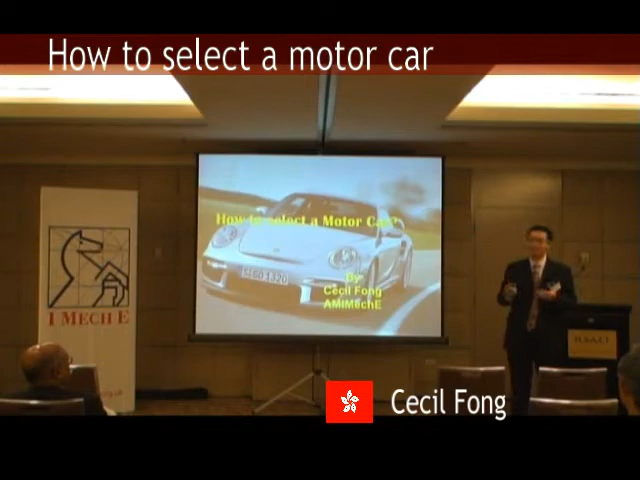 How to select a motor car
How to select a Motor Car?
By
Cecil Fong
AMIMechE
I MECH E
Cecil Fong